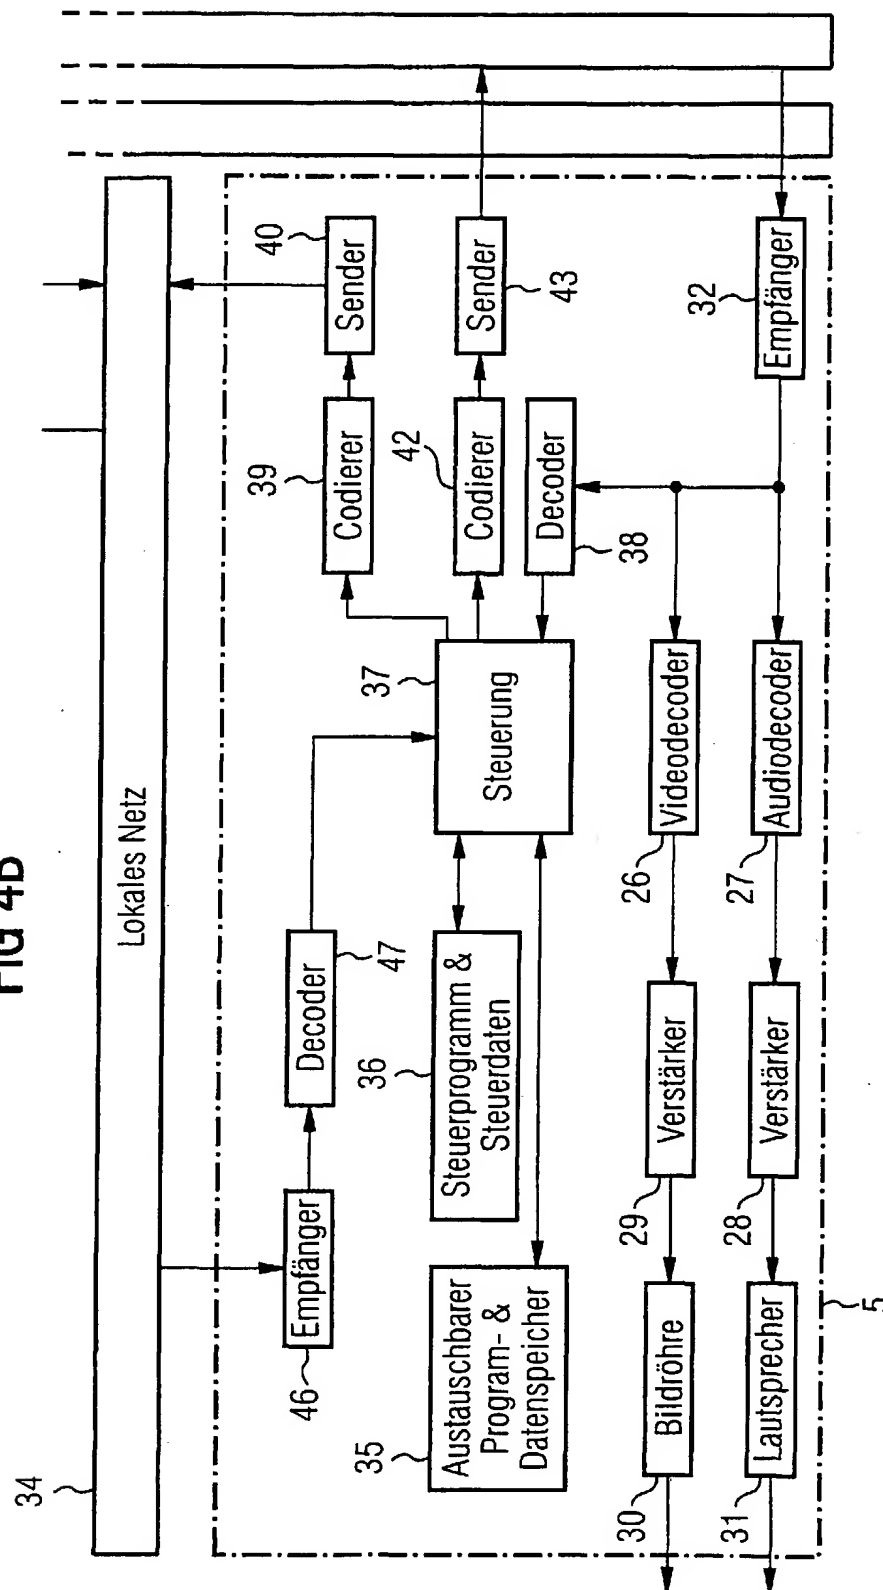 FIG 4B
34
Lokales Netz
46
Empfänger
Decoder
47
39
Codierer
40
Sender
35
Austauschbarer
Program- &
Datenspeicher
36
Steuerprogramm &
Steuerdaten
37
Steuerung
42
Codierer
Sender
43
Decoder
38
30
Bildröhre
29
Verstärker
26
Videodecoder
31
Lautsprecher
28
Verstärker
27
Audiodecoder
32
Empfänger
5